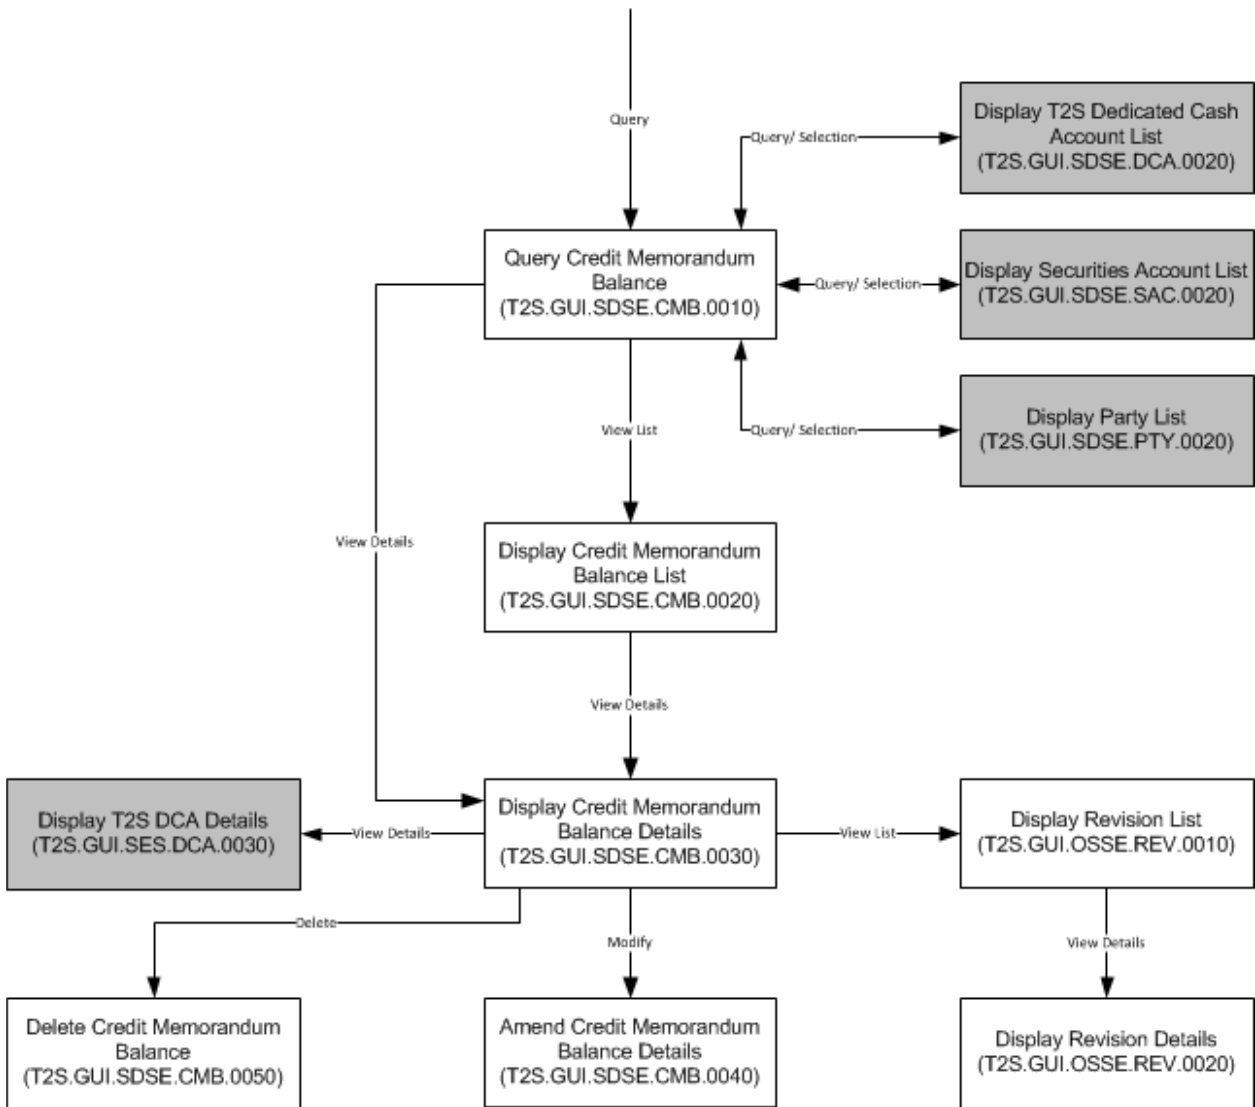 Query
Display T2S Dedicated Cash
Account List
(T2S.GUI.SDSE.DCA.0020)
Query/ Selection
Query Credit Memorandum
Balance
(T2S.GUI.SDSE.CMB.0010)
Query/ Selection
Display Securities Account List
(T2S.GUI.SDSE.SAC.0020)
View List
Query/ Selection
Display Party List
(T2S.GUI.SDSE.PTY.0020)
View Details
Display Credit Memorandum
Balance List
(T2S.GUI.SDSE.CMB.0020)
View Details
Display T2S DCA Details
(T2S.GUI.SES.DCA.0030)
View Details
Display Credit Memorandum
Balance Details
(T2S.GUI.SDSE.CMB.0030)
View List
Display Revision List
(T2S.GUI.OSSE.REV.0010)
Delete
Modify
View Details
Delete Credit Memorandum
Balance
(T2S.GUI.SDSE.CMB.0050)
Amend Credit Memorandum
Balance Details
(T2S.GUI.SDSE.CMB.0040)
Display Revision Details
(T2S.GUI.OSSE.REV.0020)